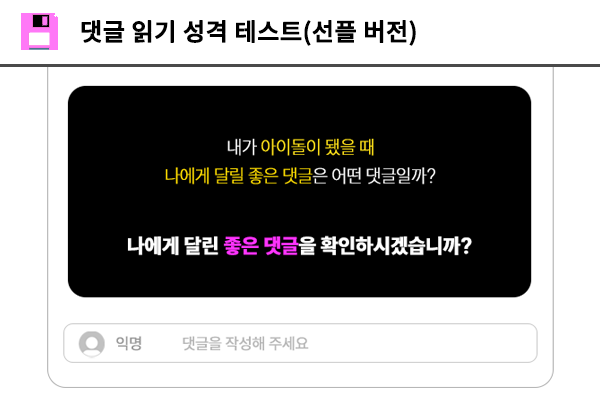 댓글 읽기 성격 테스트(선플 버전)
내가 아이돌이 됐을 때
나에게 달릴 좋은 댓글은 어떤 댓글일까?
나에게 달린 좋은 댓글을 확인하시겠습니까?
익명 댓글을 작성해 주세요